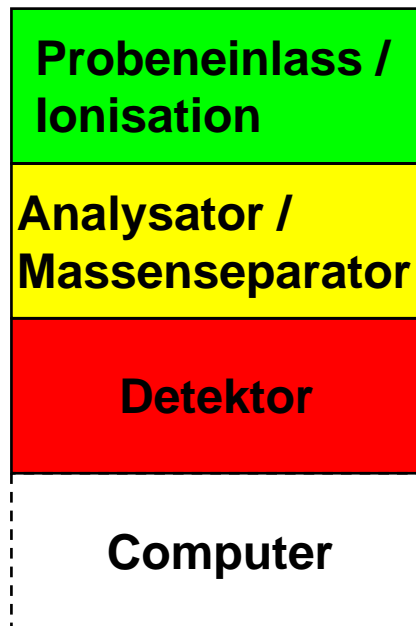 Probeneinlass /
Ionisation
Analysator /
Massenseparator
Detektor
Computer